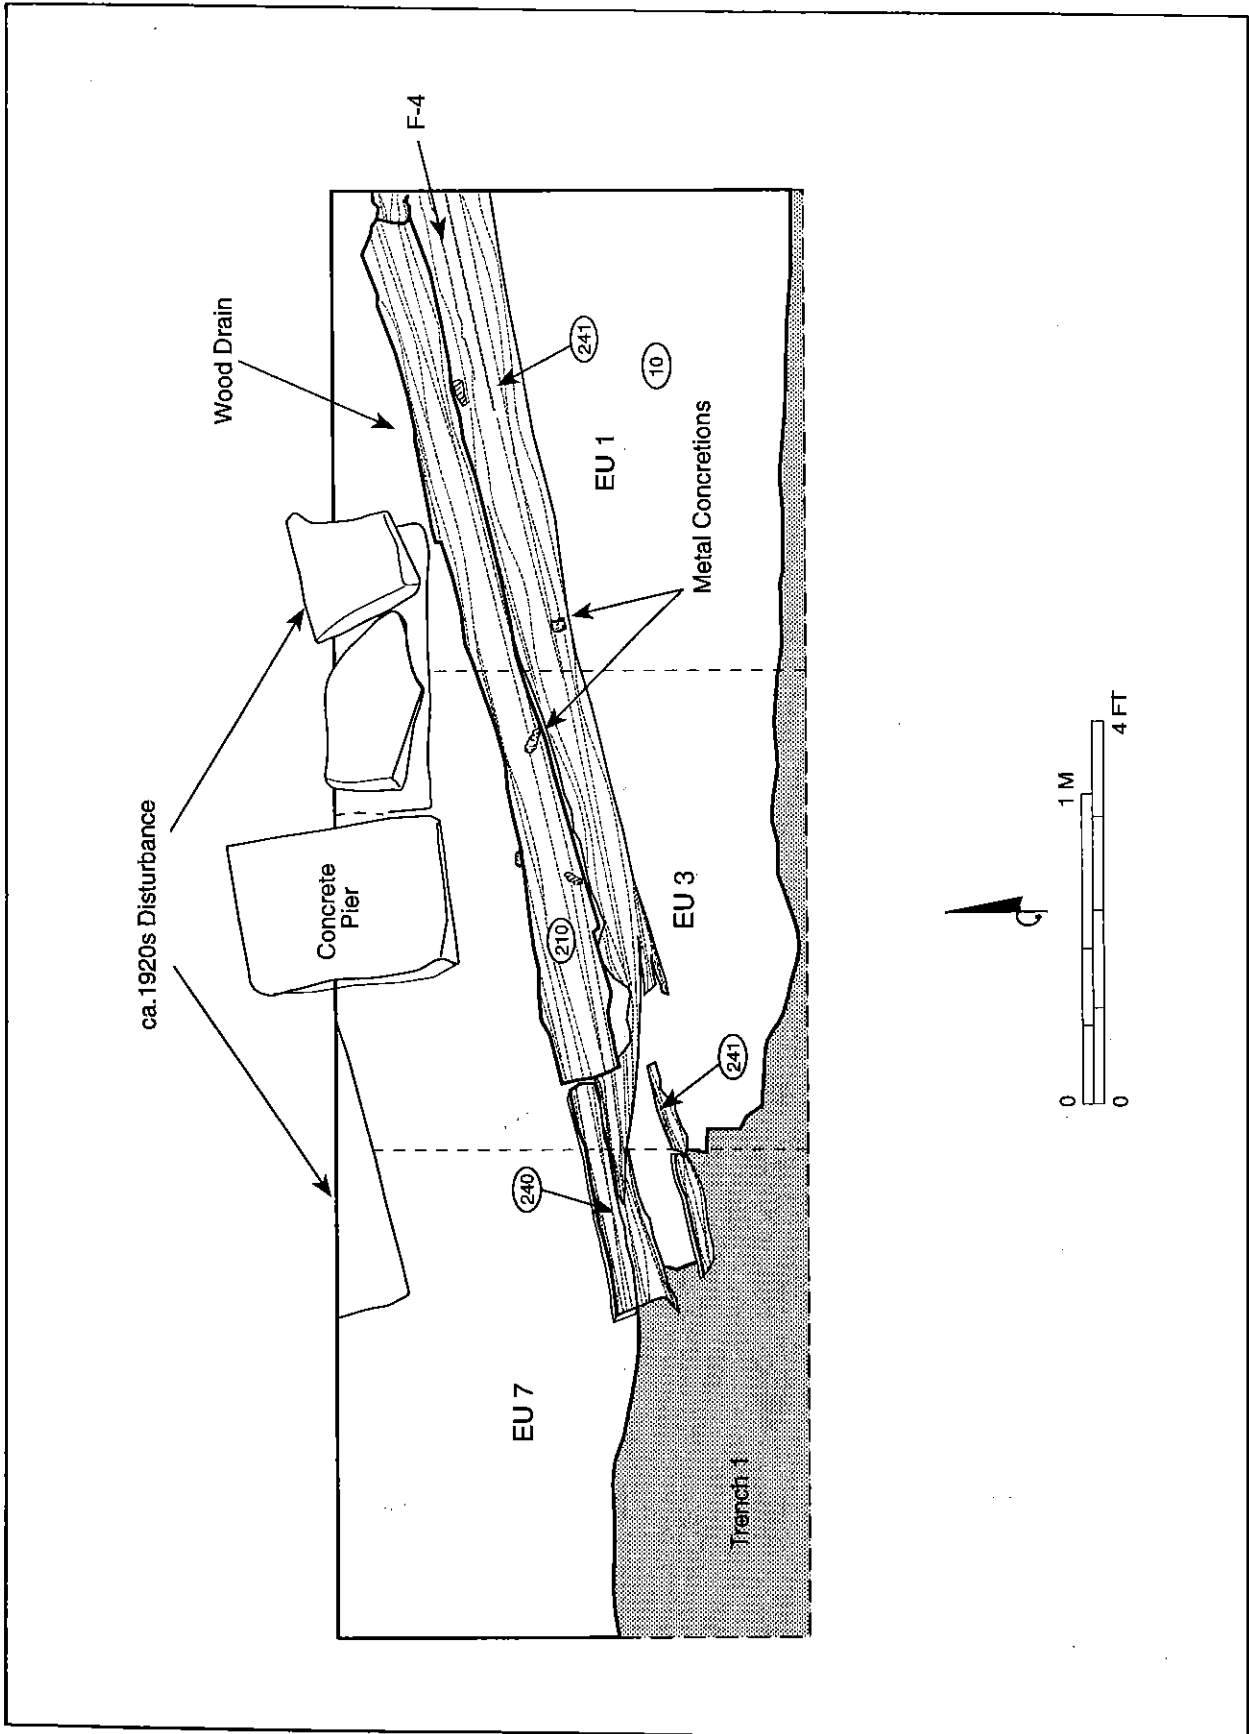 ca.1920s Disturbance
Wood Drain
F-4
Concrete
Pier
241
10
EU 1
Metal Concretions
210
EU 3
241
240
EU 7
Trench 1
0
1 M
0
4 FT